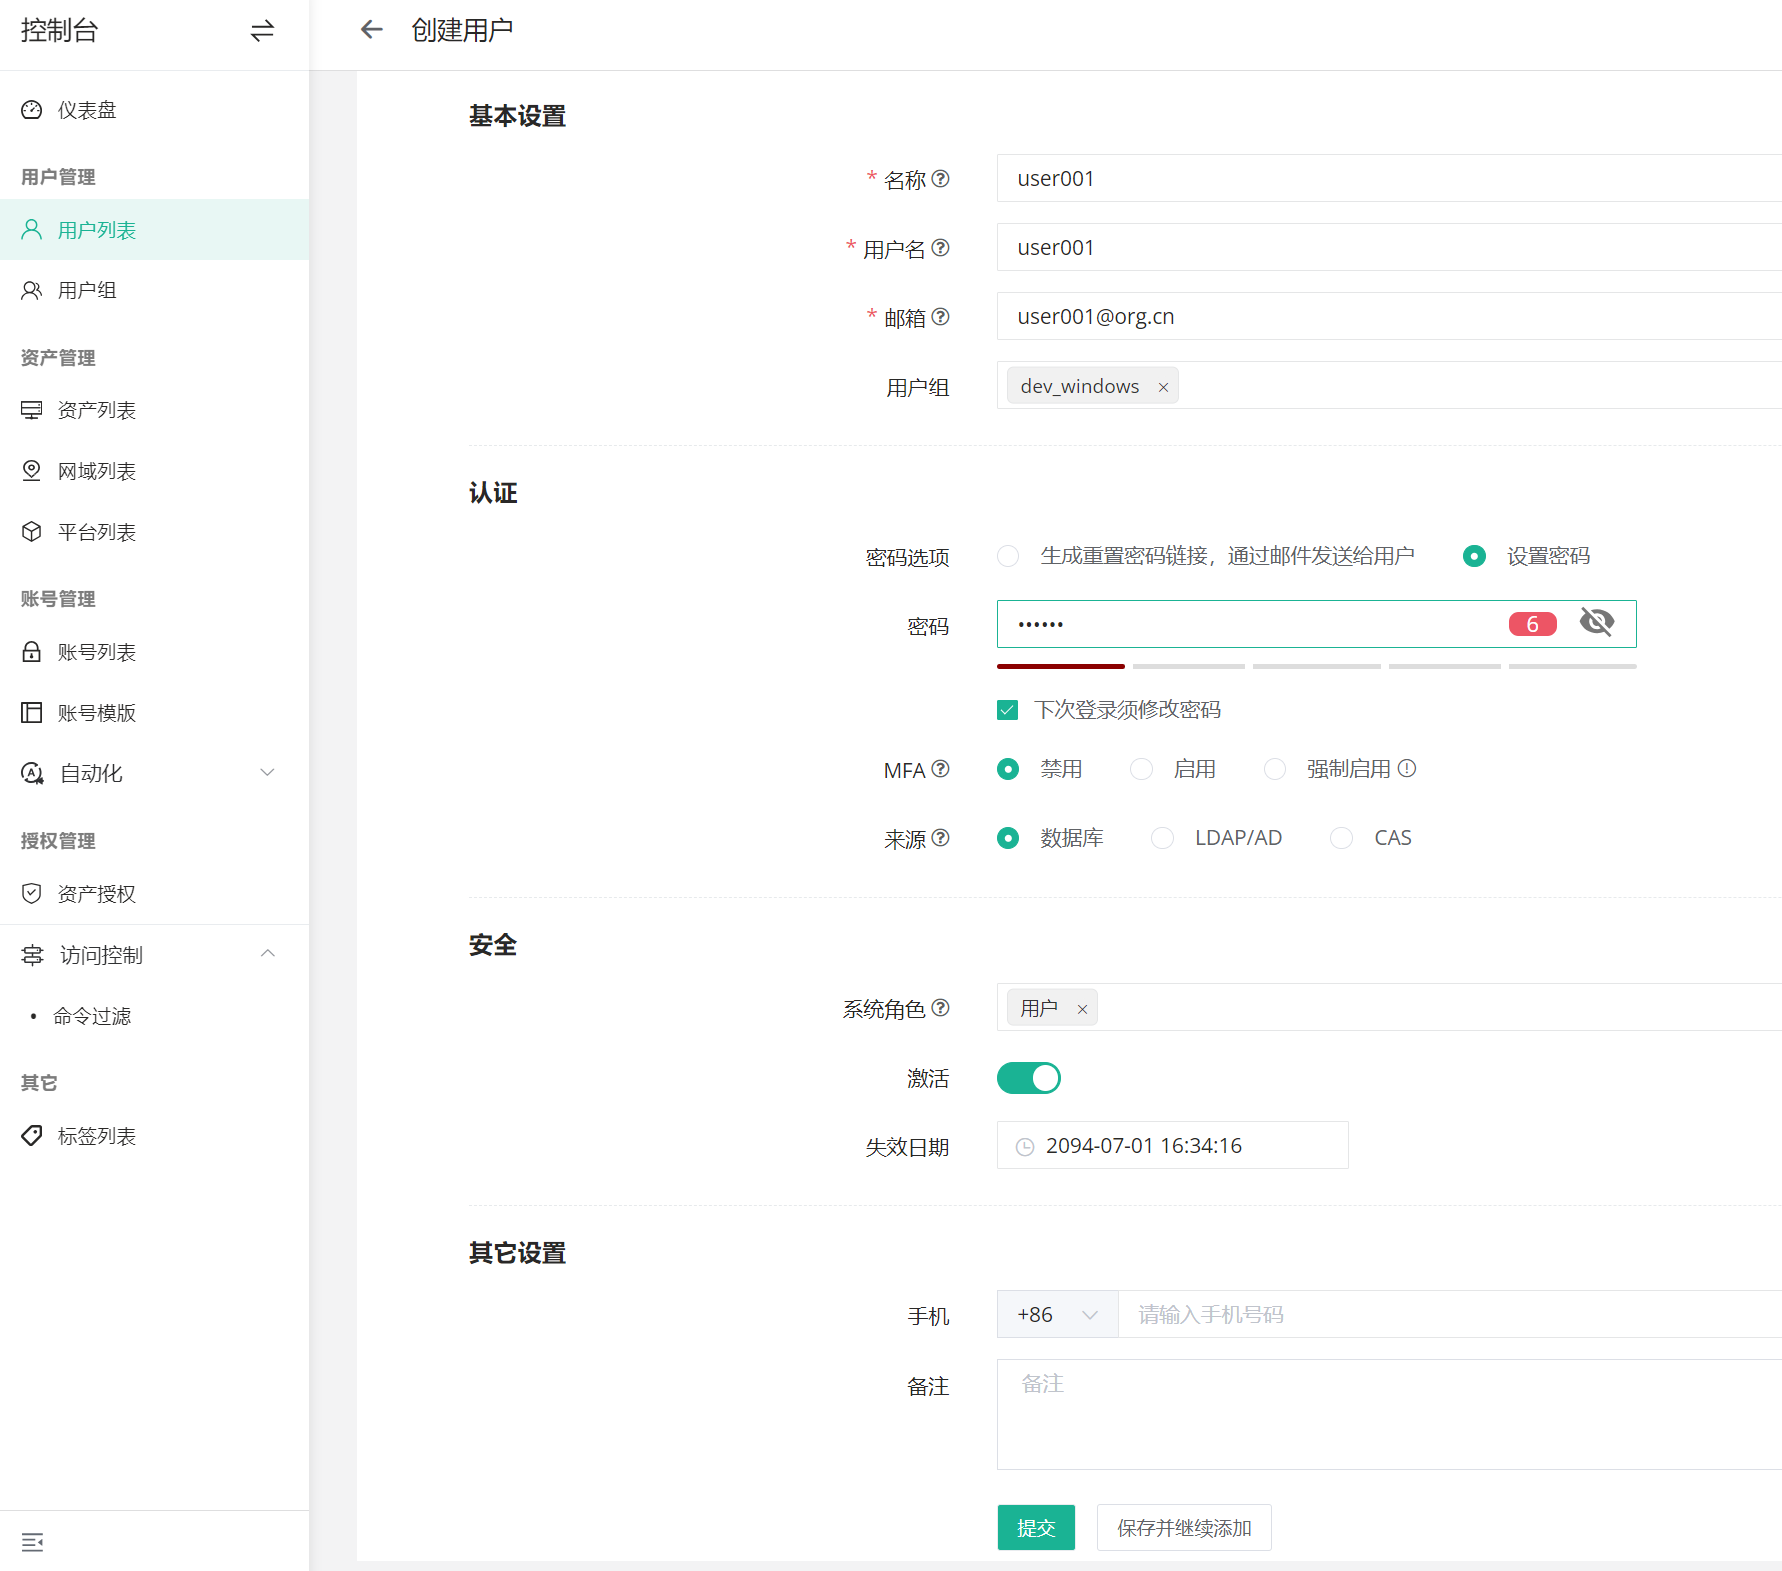 控制台
仪表盘
用户管理
用户列表
用户组
资产管理
资产列表
网域列表
平台列表
账号管理
账号列表
账号模版
自动化
授权管理
资产授权
访问控制
• 命令过滤
其它
标签列表
创建用户
基本设置
* 名称 user001
* 用户名 user001
* 邮箱 user001@org.cn
用户组 dev_windows ×
认证
密码选项 生成重置密码链接，通过邮件发送给用户 设置密码
密码 •••••• 6
下次登录须修改密码
MFA 禁用 启用 强制启用
来源 数据库 LDAP/AD CAS
安全
系统角色 用户 ×
激活
失效日期 2094-07-01 16:34:16
其它设置
手机 +86 请输入手机号码
备注 备注
提交 保存并继续添加